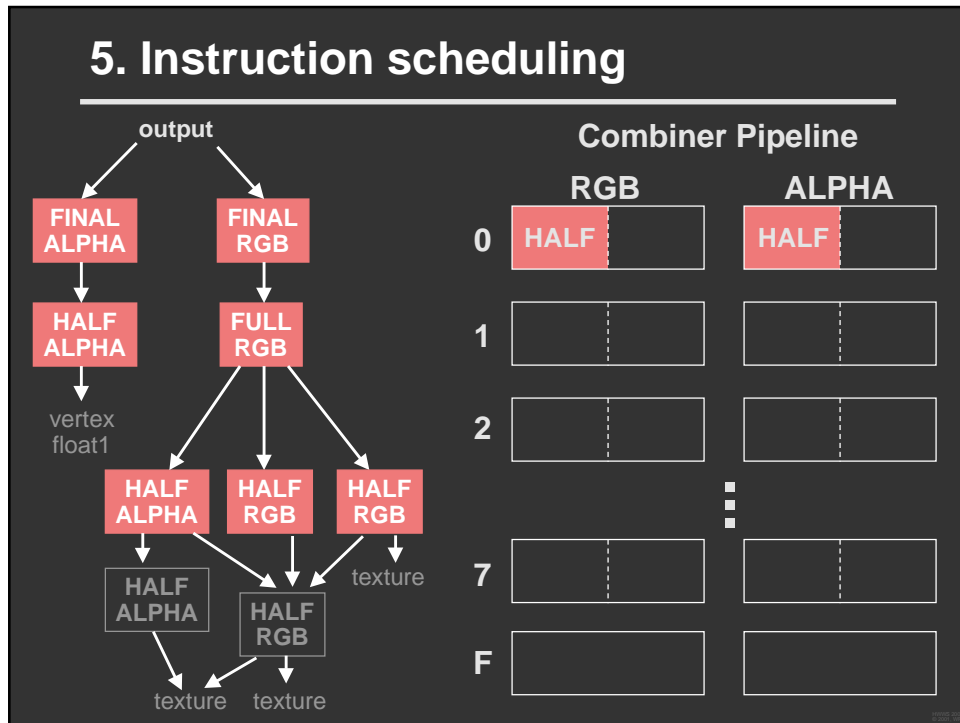 5. Instruction scheduling
output
FINAL
ALPHA
FINAL
RGB
HALF
ALPHA
FULL
RGB
vertex
float1
HALF
ALPHA
HALF
RGB
HALF
RGB
texture
HALF
ALPHA
HALF
RGB
texture
texture
Combiner Pipeline
RGB
ALPHA
0
HALF
HALF
1
2
7
F